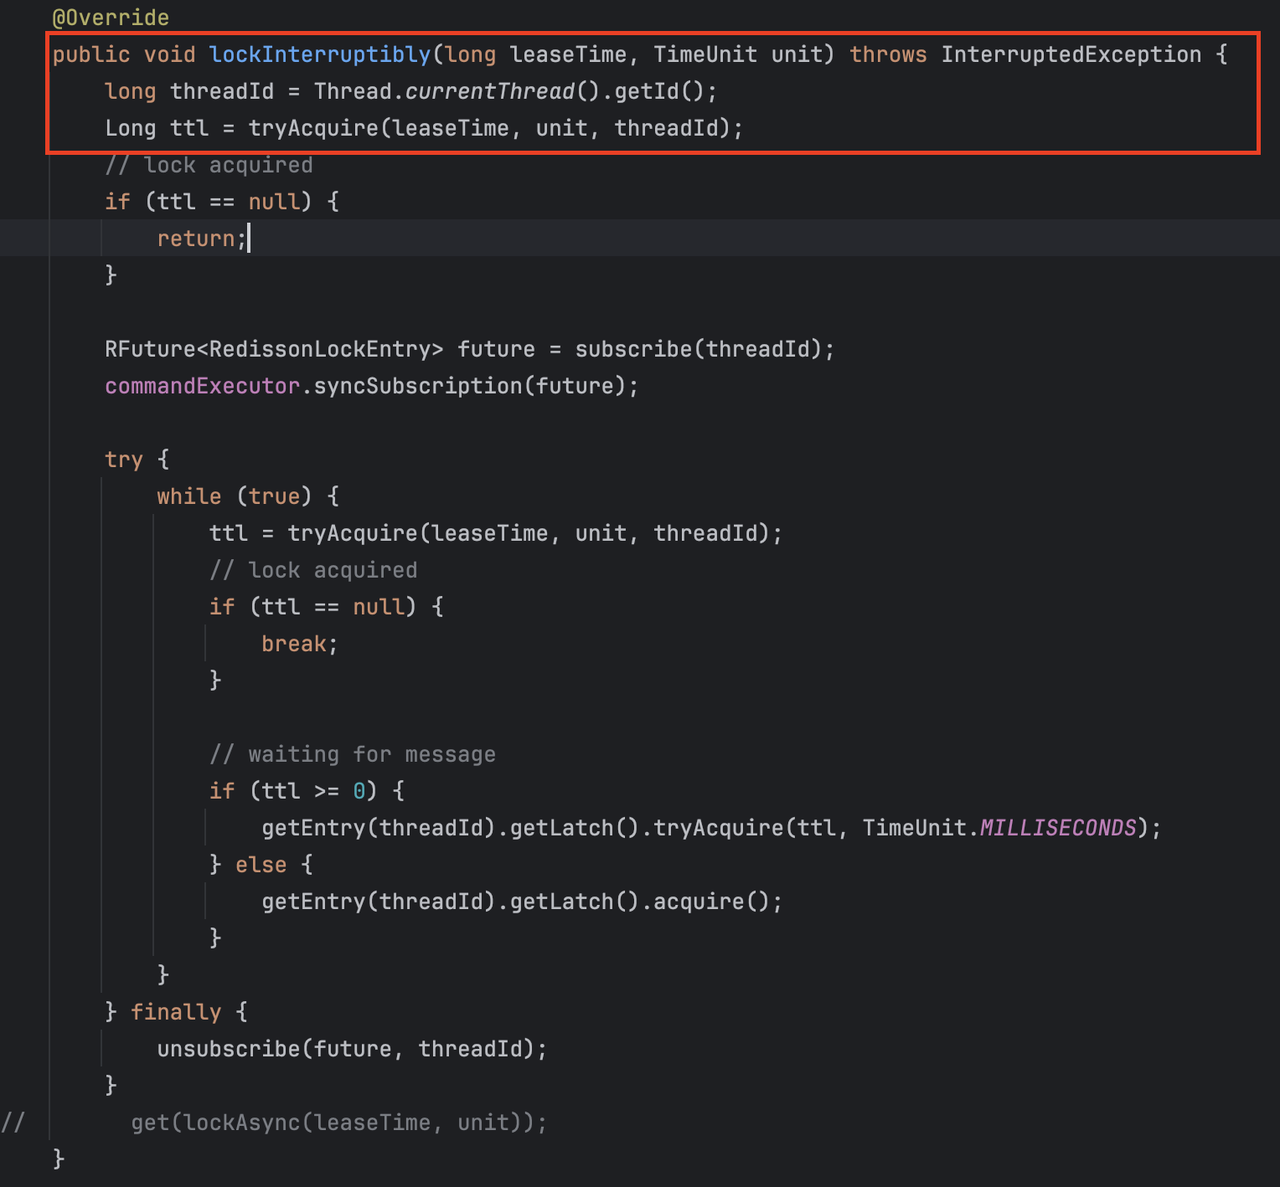 @Override
public void lockInterruptibly(long leaseTime, TimeUnit unit) throws InterruptedException {
    long threadId = Thread.currentThread().getId();
    Long ttl = tryAcquire(leaseTime, unit, threadId);
    // lock acquired
    if (ttl == null) {
        return;
    }

    RFuture<RedissonLockEntry> future = subscribe(threadId);
    commandExecutor.syncSubscription(future);

    try {
        while (true) {
            ttl = tryAcquire(leaseTime, unit, threadId);
            // lock acquired
            if (ttl == null) {
                break;
            }

            // waiting for message
            if (ttl >= 0) {
                getEntry(threadId).getLatch().tryAcquire(ttl, TimeUnit.MILLISECONDS);
            } else {
                getEntry(threadId).getLatch().acquire();
            }
        }
    } finally {
        unsubscribe(future, threadId);
    }
//        get(lockAsync(leaseTime, unit));
}